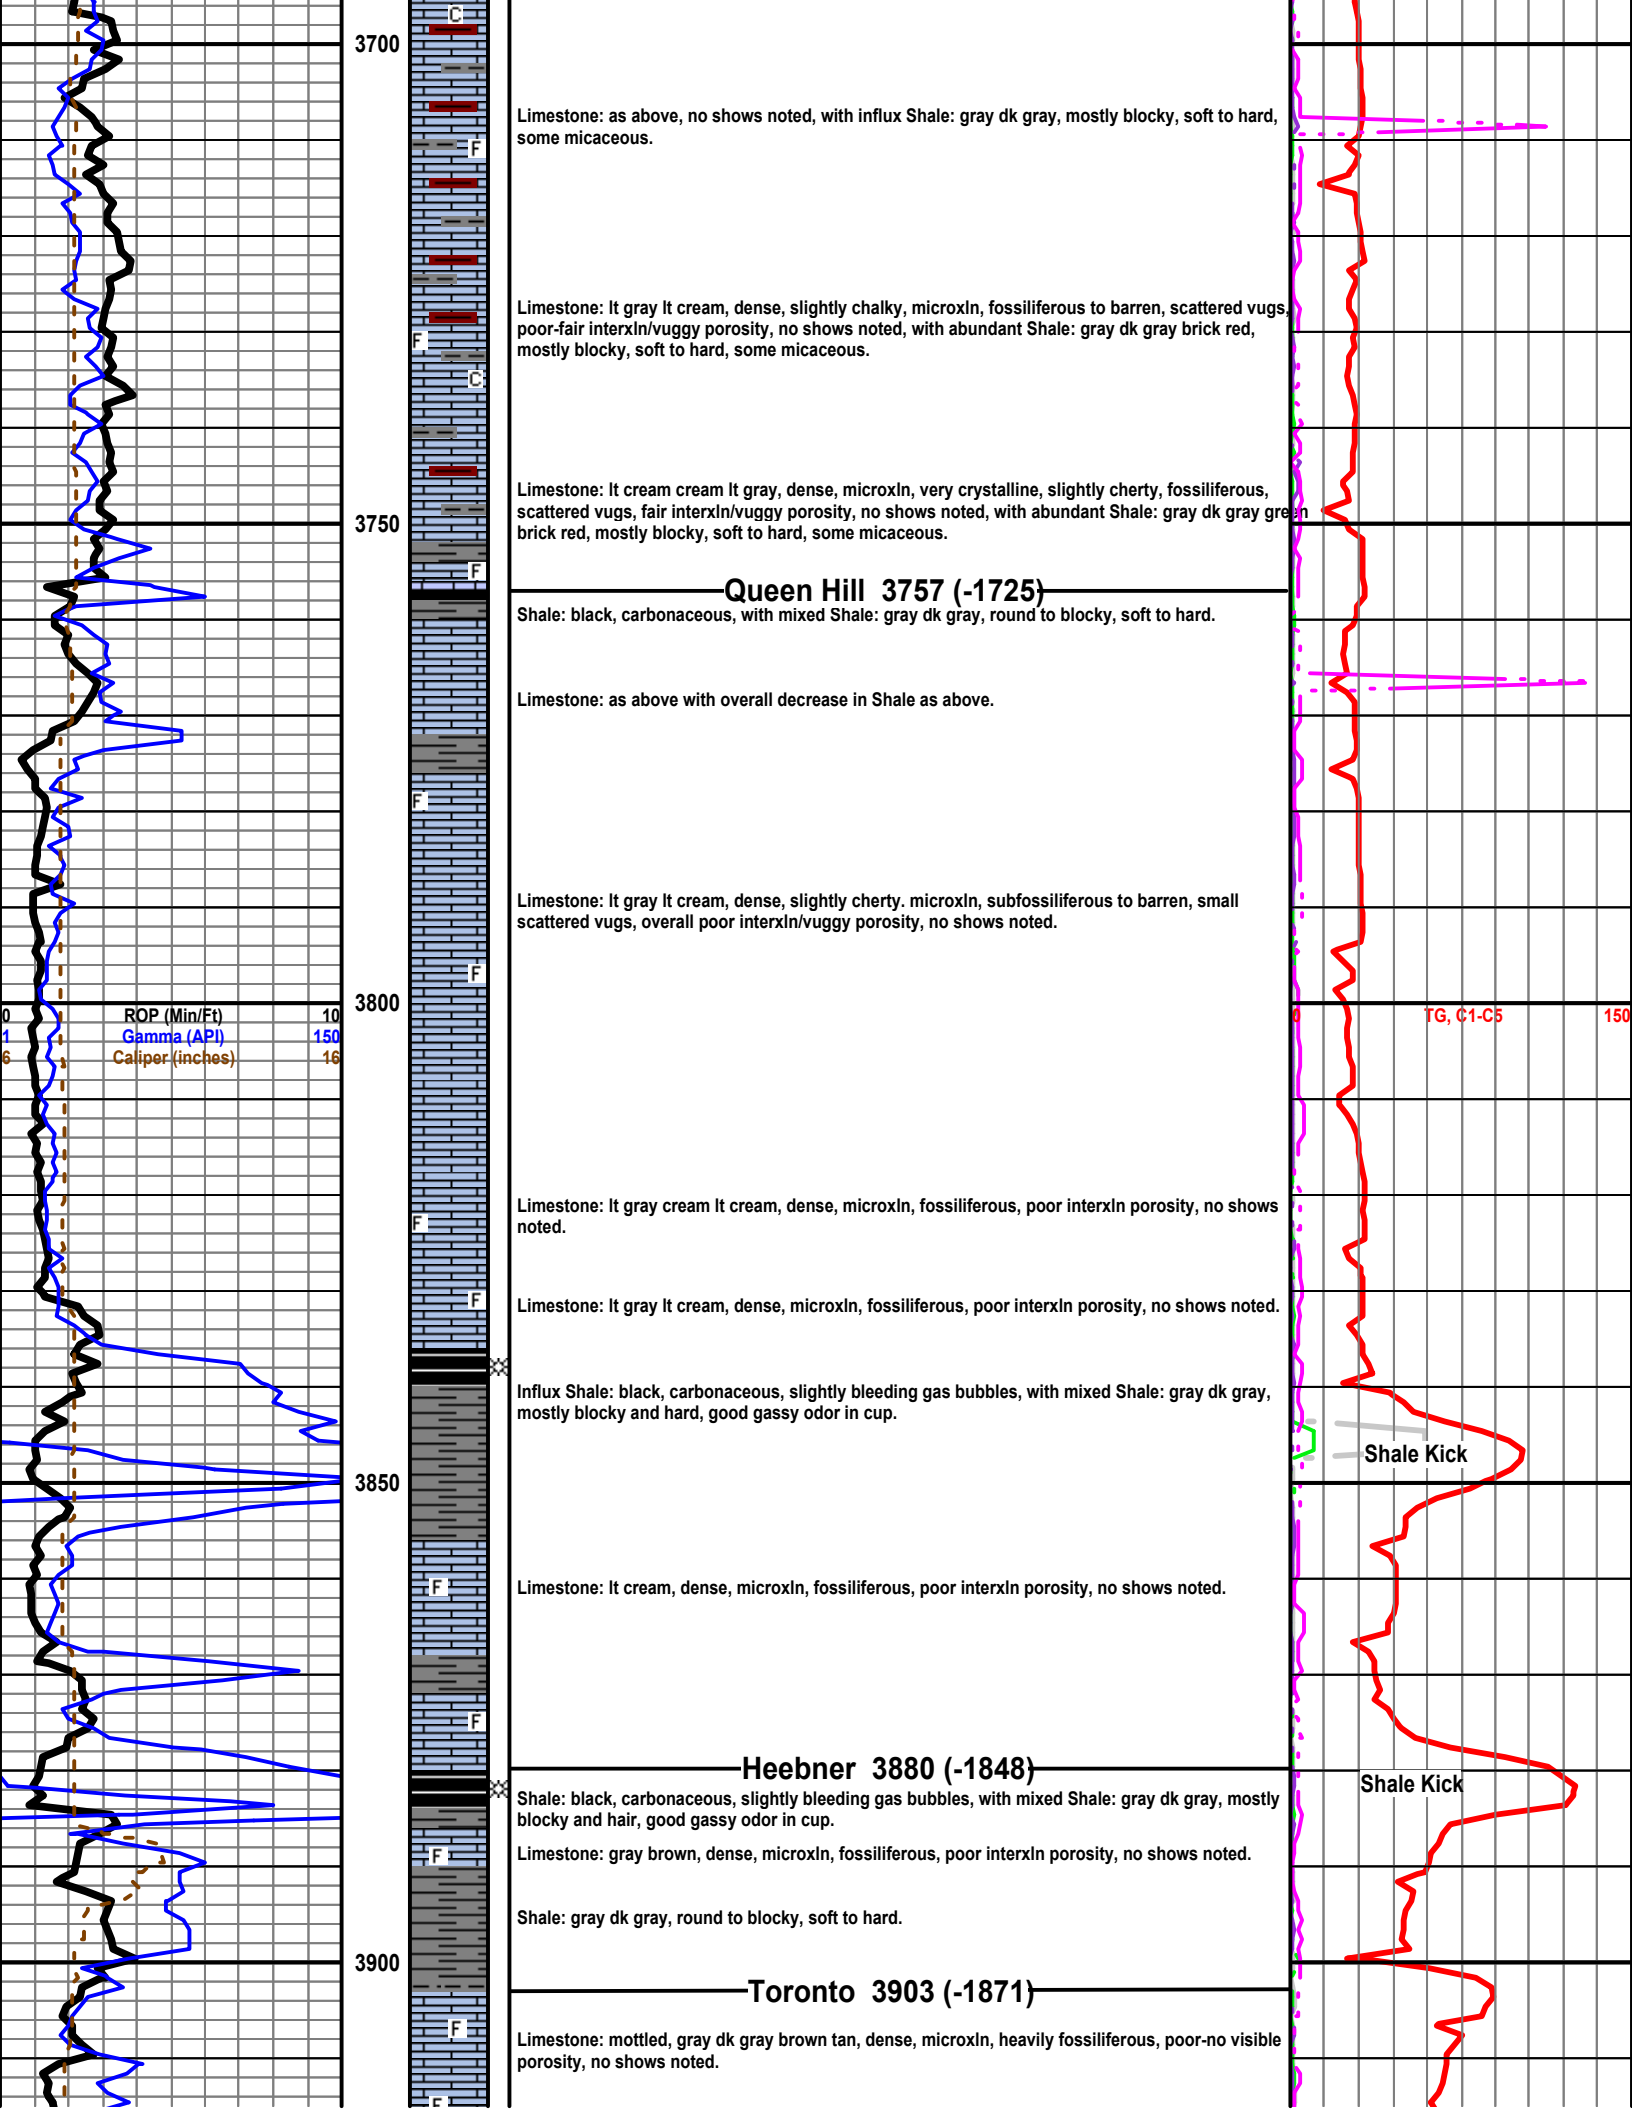 C
3700
Limestone: as above, no shows noted, with influx Shale: gray dk gray, mostly blocky, soft to hard,
some micaceous.
F
Limestone: lt gray lt cream, dense, slightly chalky, microxln, fossiliferous to barren, scattered vugs,
poor-fair interxln/vuggy porosity, no shows noted, with abundant Shale: gray dk gray brick red,
mostly blocky, soft to hard, some micaceous.
F
C
Limestone: lt cream cream lt gray, dense, microxln, very crystalline, slightly cherty, fossiliferous,
scattered vugs, fair interxln/vuggy porosity, no shows noted, with abundant Shale: gray dk gray green
brick red, mostly blocky, soft to hard, some micaceous.
3750
F
Queen Hill 3757 (-1725)
Shale: black, carbonaceous, with mixed Shale: gray dk gray, round to blocky, soft to hard.
Limestone: as above with overall decrease in Shale as above.
F
Limestone: lt gray lt cream, dense, slightly cherty. microxln, subfossiliferous to barren, small
scattered vugs, overall poor interxln/vuggy porosity, no shows noted.
F
3800
0 ROP (Min/Ft) 10
1 Gamma (API) 150
6 Caliper (inches) 16
0 TG, C1-C5 150
Limestone: lt gray cream lt cream, dense, microxln, fossiliferous, poor interxln porosity, no shows
noted.
F
F
Limestone: lt gray lt cream, dense, microxln, fossiliferous, poor interxln porosity, no shows noted.
Influx Shale: black, carbonaceous, slightly bleeding gas bubbles, with mixed Shale: gray dk gray,
mostly blocky and hard, good gassy odor in cup.
Shale Kick
3850
F
Limestone: lt cream, dense, microxln, fossiliferous, poor interxln porosity, no shows noted.
F
Heebner 3880 (-1848)
Shale Kick
Shale: black, carbonaceous, slightly bleeding gas bubbles, with mixed Shale: gray dk gray, mostly
blocky and hair, good gassy odor in cup.
F
Limestone: gray brown, dense, microxln, fossiliferous, poor interxln porosity, no shows noted.
Shale: gray dk gray, round to blocky, soft to hard.
3900
Toronto 3903 (-1871)
F
Limestone: mottled, gray dk gray brown tan, dense, microxln, heavily fossiliferous, poor-no visible
porosity, no shows noted.
F